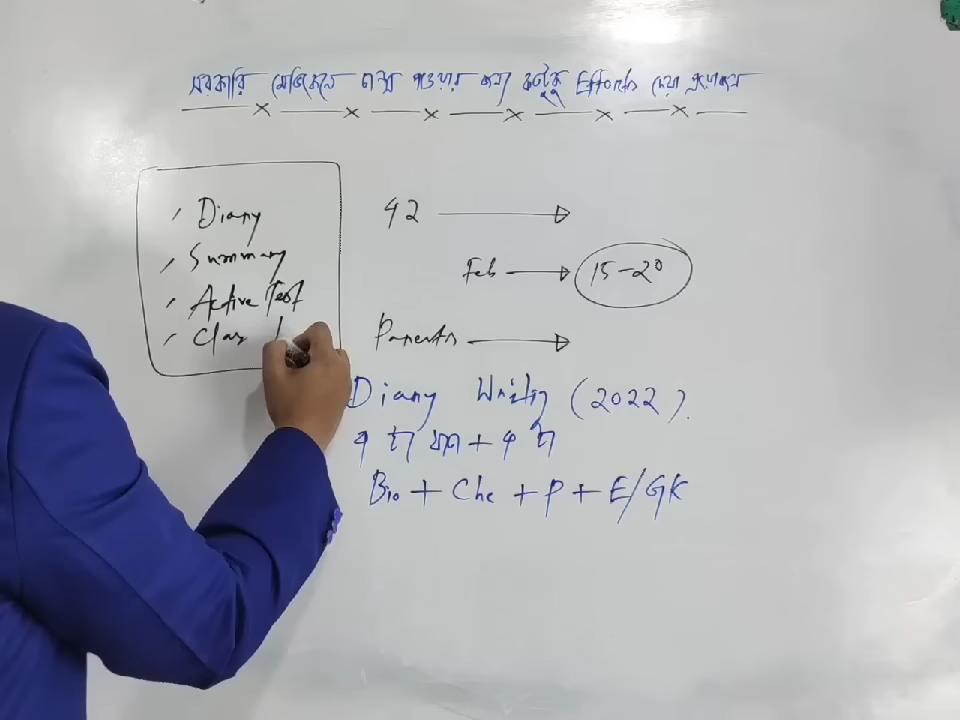 সরকারি মেডিকেলে চান্স পাওয়ার জন্য কতটুকু Efforts দেয়া প্রয়োজন
Diary
Summary
Active Test
Class
42
Feb 15-20
Parents
Diary Writing (2022).
Bio + Che + P + E/GK